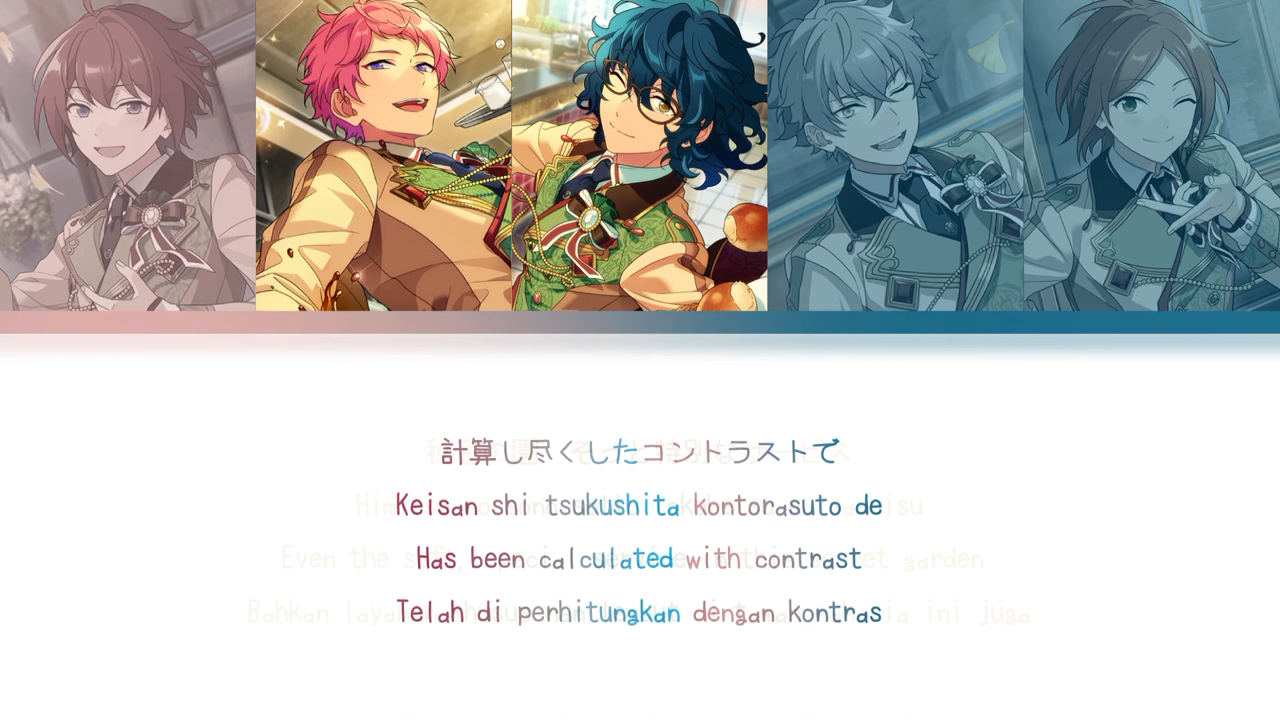 計算し尽くしたコントラストで
Keisan shi tsukushita kontorasuto de
Has been calculated with contrast
Telah di perhitungkan dengan kontras